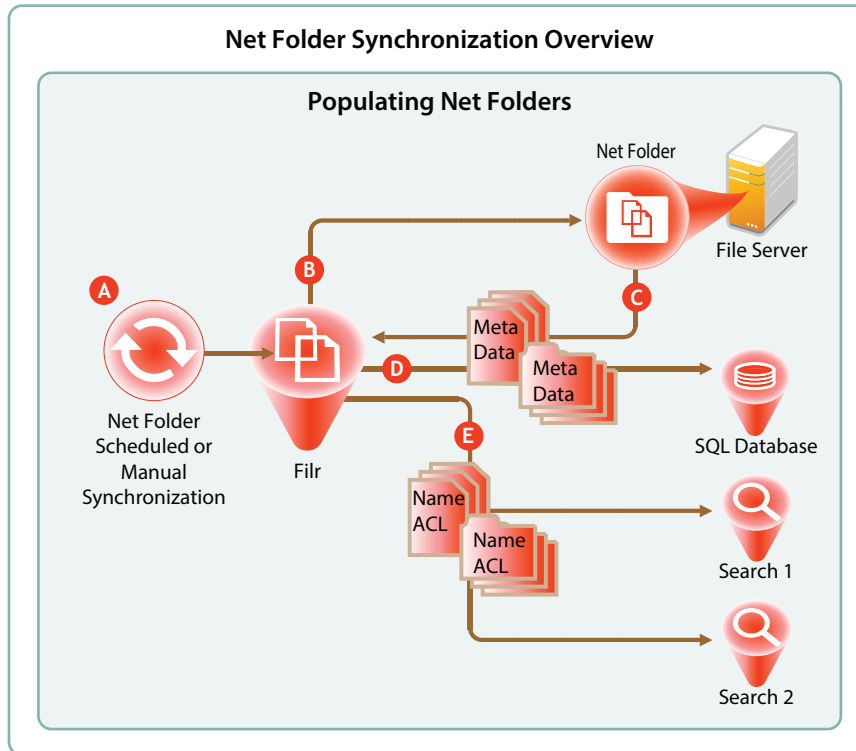 Net Folder Synchronization Overview
Populating Net Folders
Net Folder
File Server
A
B
C
Meta
Data
D
Meta
Data
Net Folder
Scheduled or
Manual
Synchronization
Filr
SQL Database
E
Name
ACL
Name
ACL
Search 1
Search 2